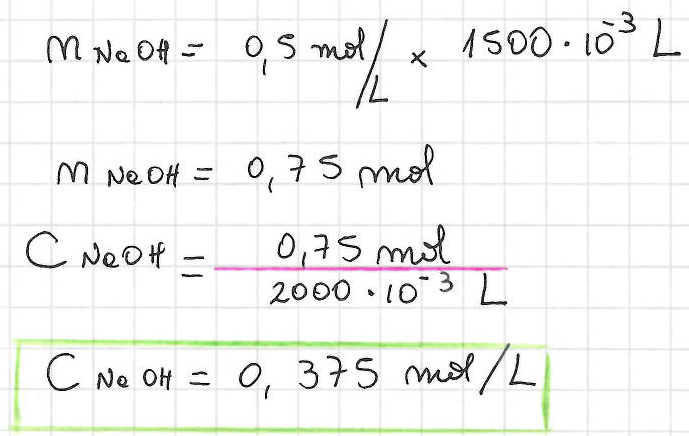 m NaOH = 0,5 mol/L × 1500 · 10⁻³ L
m NaOH = 0,75 mol
C NaOH = 0,75 mol / 2000 · 10⁻³ L
C NaOH = 0,375 mol/L